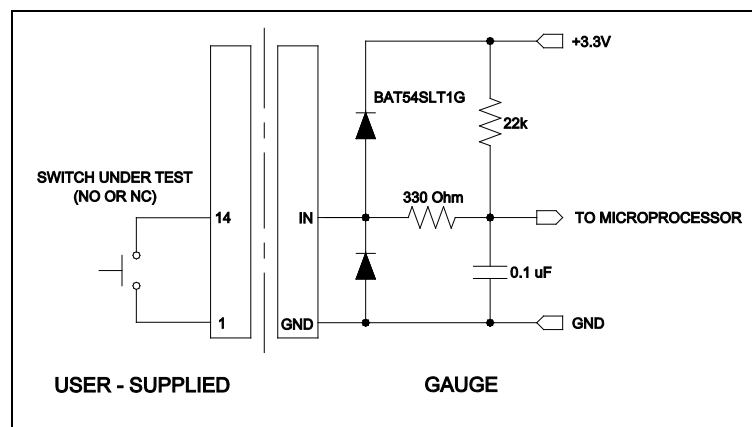 +3.3V
BAT54SLT1G
22k
SWITCH UNDER TEST
(NO OR NC)
330 Ohm
14
IN
TO MICROPROCESSOR
0.1 uF
1
GND
GND
USER - SUPPLIED
GAUGE